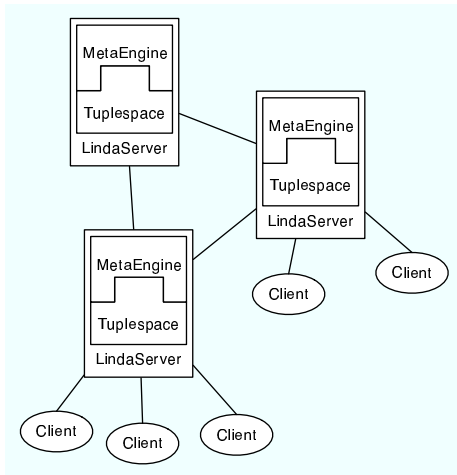 MetaEngine
Tuplespace
LindaServer
MetaEngine
Tuplespace
LindaServer
MetaEngine
Tuplespace
LindaServer
Client
Client
Client
Client
Client